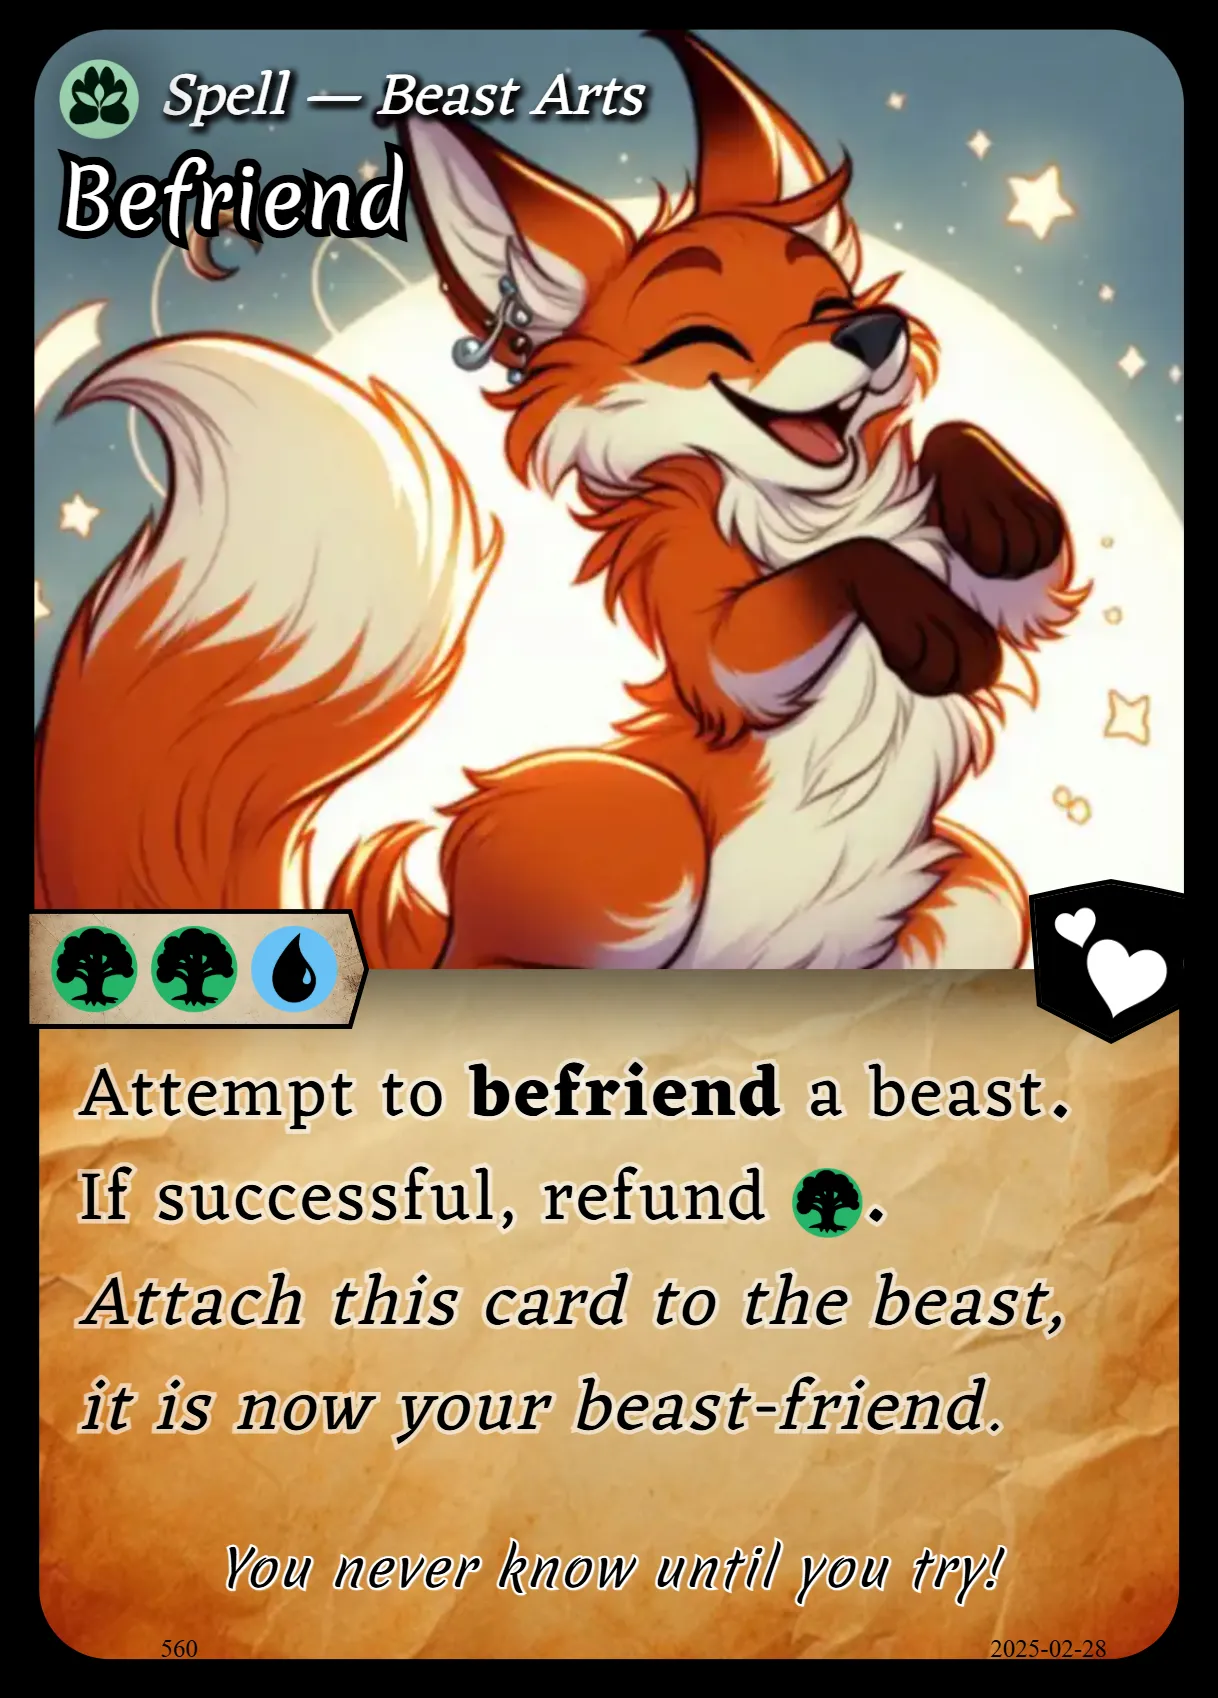 Spell — Beast Arts
Befriend
Attempt to befriend a beast.
If successful, refund .
Attach this card to the beast,
it is now your beast-friend.
You never know until you try!
560
2025-02-28